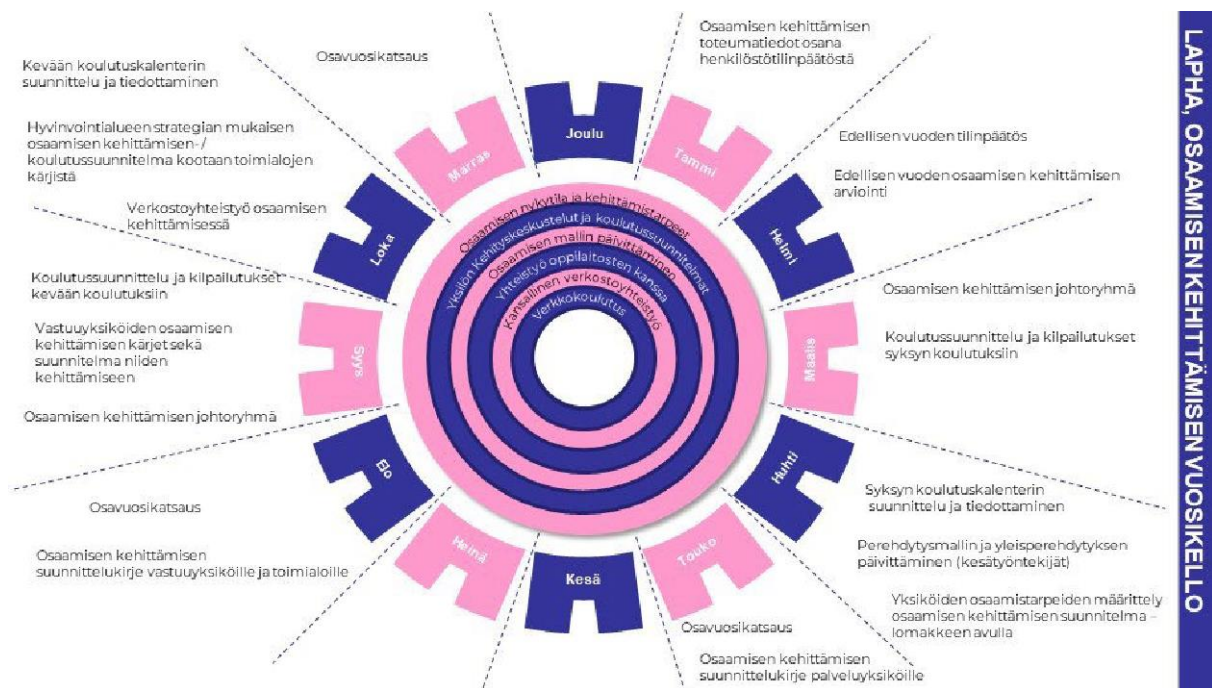 LAPHA, OSAAMISEN KEHITTÄMISEN VUOSIKELLO
Osaamisen kehittämisen
toteumatiedot osana
henkilöstötilinpäätöstä
Edellisen vuoden tilinpäätös
Edellisen vuoden osaamisen kehittämisen
arviointi
Osaamisen kehittämisen johtoryhmä
Koulutussuunnittelu ja kilpailutukset
syksyn koulutuksiin
Syksyn koulutuskalenterin
suunnittelu ja tiedottaminen
Perehdytysmallin ja yleisperehdytyksen
päivittäminen (kesätyöntekijät)
Yksiköiden osaamistarpeiden määrittely
osaamisen kehittämisen suunnitelma –
lomakkeen avulla
Osavuosikatsaus
Osaamisen kehittämisen
suunnittelukirje palveluyksiköille
Osavuosikatsaus
Osaamisen kehittämisen
suunnittelukirje vastuuyksiköille ja toimialoille
Osaamisen kehittämisen johtoryhmä
Vastuuyksiköiden osaamisen
kehittämisen kärjet sekä
suunnitelma niiden
kehittämiseen
Koulutussuunnittelu ja kilpailutukset
kevään koulutuksiin
Verkostoyhteistyö osaamisen
kehittämisessä
Hyvinvointialueen strategian mukaisen
osaamisen kehittämisen-/
koulutussuunnitelma kootaan toimialojen
kärjistä
Kevään koulutuskalenterin
suunnittelu ja tiedottaminen
Osavuosikatsaus
Joulu
Tammi
Helmi
Maalis
Huhti
Touko
Kesä
Heinä
Elo
Syys
Loka
Marras
Osaamisen nykytila ja kehittämistarpeet
Yksilön Kehityskeskustelut ja koulutussuunnitelmat
Osaamisen mallin päivittäminen
Yhteistyö oppilaitosten kanssa
Kansallinen verkostoyhteistyö
Verkkokoulutus